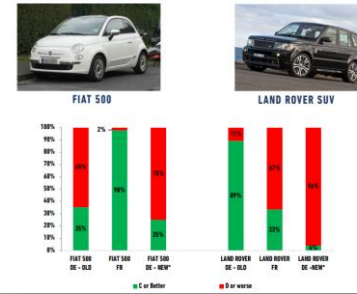 FIAT 500
LAND ROVER SUV
100%
90%
80%
70%
60%
50%
40%
30%
20%
10%
0%
65%
35%
2%
98%
75%
25%
11%
89%
67%
33%
96%
4%
FIAT 500 DE - OLD
FIAT 500 FR
FIAT 500 DE - NEW*
LAND ROVER DE - OLD
LAND ROVER FR
LAND ROVER DE -NEW*
C or Better
D or worse